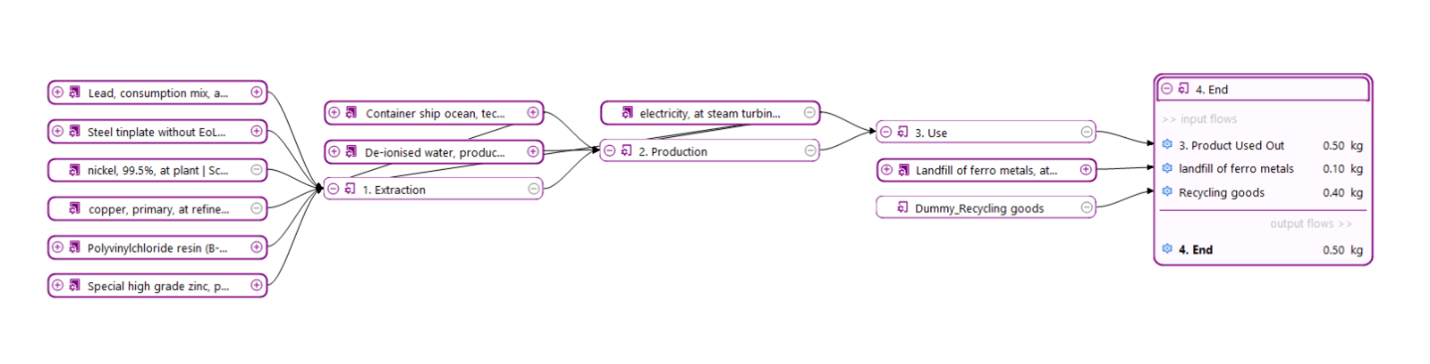 Lead, consumption mix, a...
Steel tinplate without EoL...
nickel, 99.5%, at plant | Sc...
copper, primary, at refine...
Polyvinylchloride resin (B-...
Special high grade zinc, p...
Container ship ocean, tec...
De-ionised water, produc...
1. Extraction
electricity, at steam turbin...
2. Production
3. Use
Landfill of ferro metals, at...
Dummy_Recycling goods
4. End
>> input flows
3. Product Used Out 0.50 kg
landfill of ferro metals 0.10 kg
Recycling goods 0.40 kg
output flows >>
4. End 0.50 kg